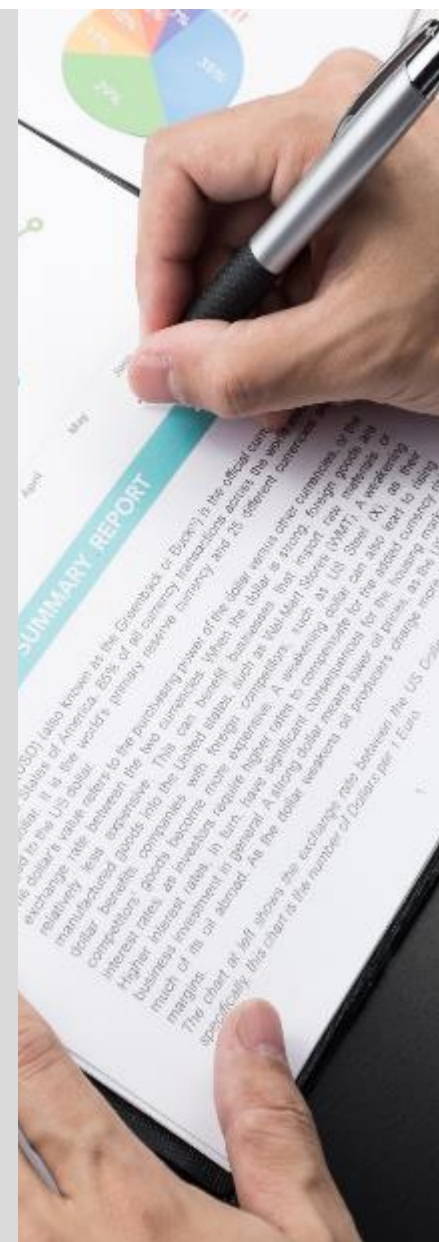 38%
29%
April
May
SUMMARY REPORT
(USD) (also known as the Greenback or Buck") is the official
States of America. 85% of all currency transactions across the world
dollar. It is the world's primary reserve currency and 25 different currencies
to the US dollar.
dollar's value refers to the purchasing power of the dollar versus other currencies, or the
exchange rate between the two currencies. When the dollar is strong foreign goods are
relatively less expensive. This can benefit businesses that import raw materials or
manufactured goods into the United States, such as Wal-Mart Stores (WMT). A weakening
dollar benefits companies with foreign competitors, such as US Steel (X), as their
competitors' goods become more expensive. A weakening dollar can also lead to rising
interest rates, as investors require higher rates to compensate for the added currency
Higher interest rates, in turn, have significant consequences for the housing
business investment in general. A strong dollar means lower oil prices, as the
much of its oil abroad. As the dollar weakens oil producer's charge
margins.
The chart at left shows the exchange rate between the US
specifically, this chart is the number of Dollars per 1 Euro.